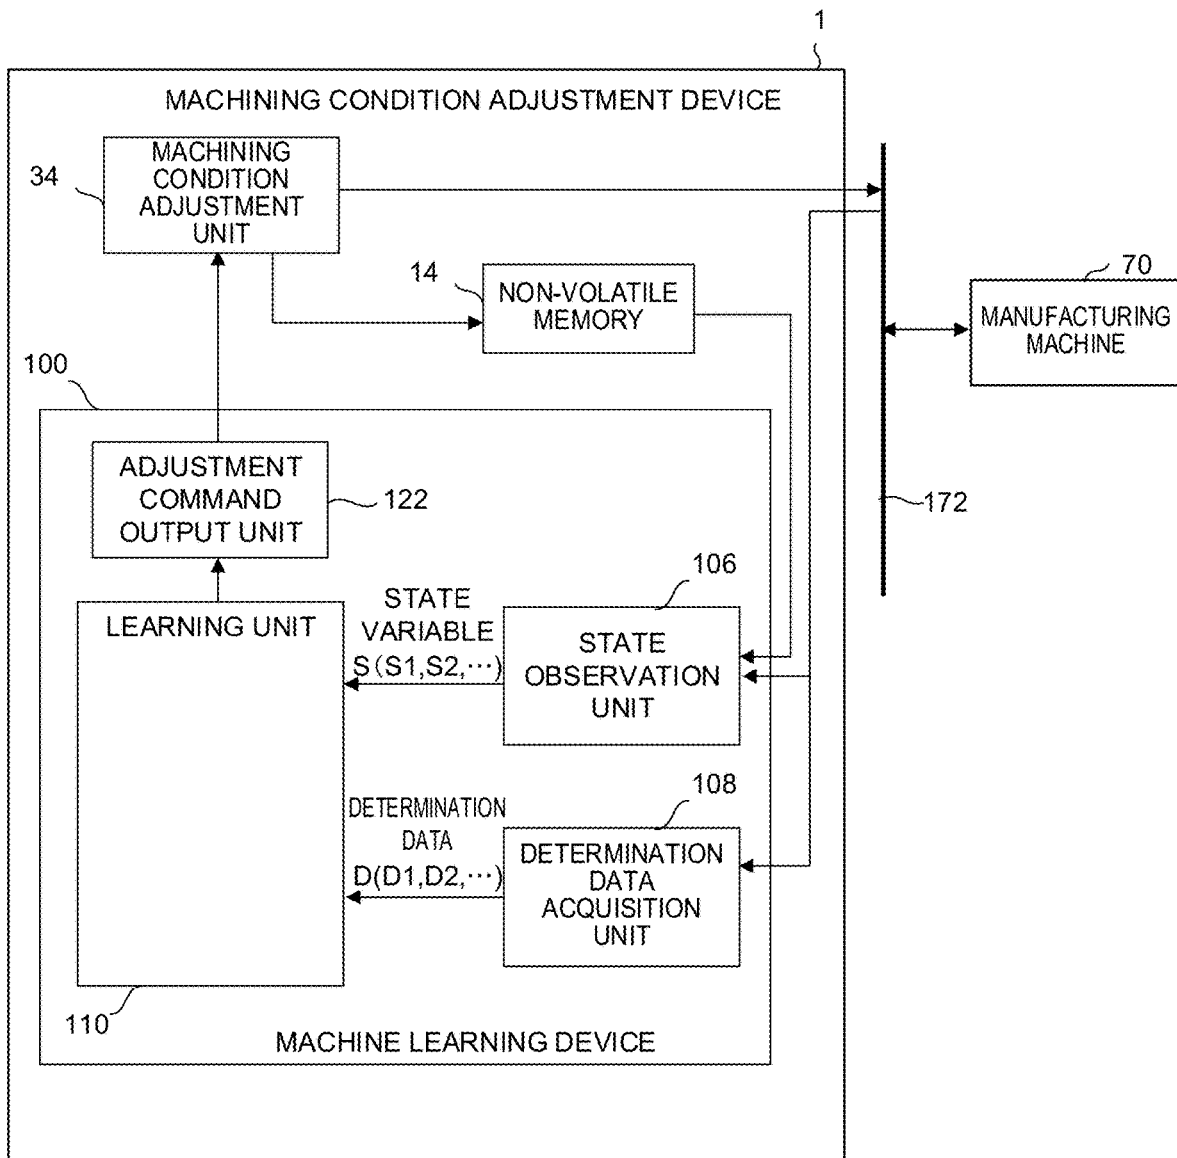 1
MACHINING CONDITION ADJUSTMENT DEVICE
34
MACHINING
CONDITION
ADJUSTMENT
UNIT
14
NON-VOLATILE
MEMORY
70
MANUFACTURING
MACHINE
172
100
ADJUSTMENT
COMMAND
OUTPUT UNIT
122
LEARNING UNIT
110
STATE
VARIABLE
S(S1,S2,···)
106
STATE
OBSERVATION
UNIT
DETERMINATION
DATA
D(D1,D2,···)
108
DETERMINATION
DATA
ACQUISITION
UNIT
MACHINE LEARNING DEVICE